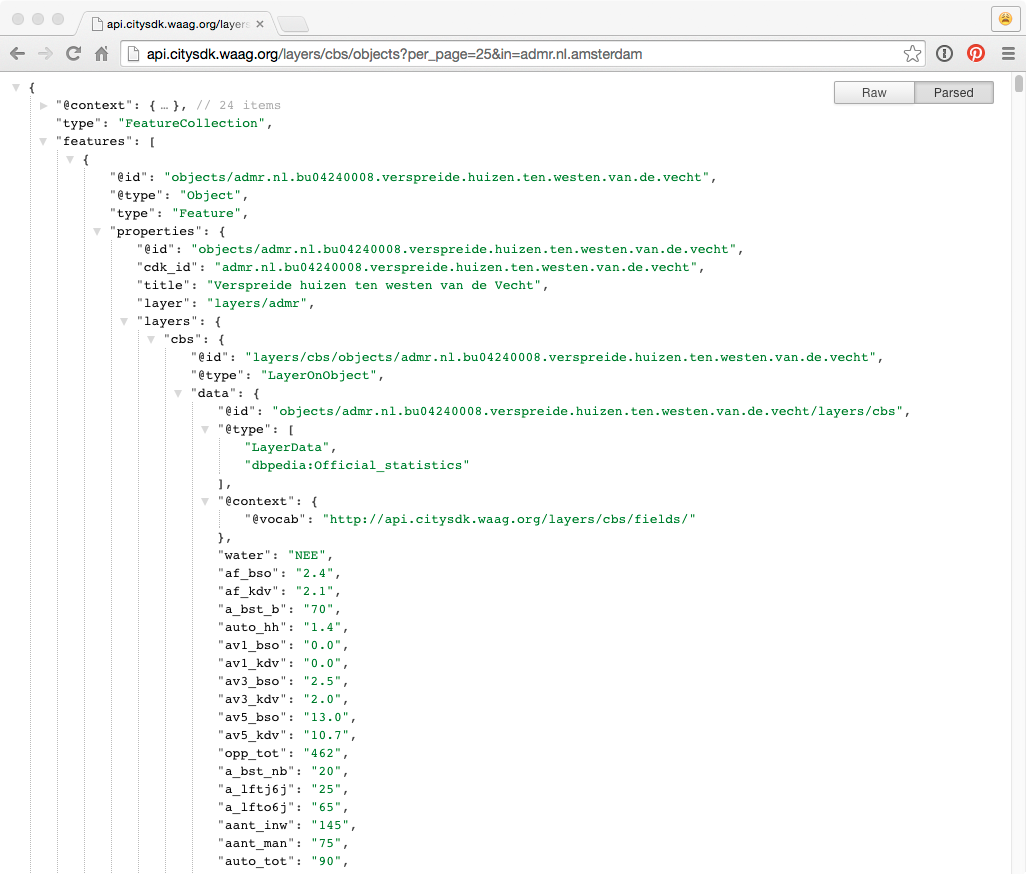 api.citysdk.waag.org/layers
api.citysdk.waag.org/layers/cbs/objects?per_page=25&in=admr.nl.amsterdam
Raw Parsed
{
"@context": { … }, // 24 items
"type": "FeatureCollection",
"features": [
{
"@id": "objects/admr.nl.bu04240008.verspreide.huizen.ten.westen.van.de.vecht",
"@type": "Object",
"type": "Feature",
"properties": {
"@id": "objects/admr.nl.bu04240008.verspreide.huizen.ten.westen.van.de.vecht",
"cdk_id": "admr.nl.bu04240008.verspreide.huizen.ten.westen.van.de.vecht",
"title": "Verspreide huizen ten westen van de Vecht",
"layer": "layers/admr",
"layers": {
"cbs": {
"@id": "layers/cbs/objects/admr.nl.bu04240008.verspreide.huizen.ten.westen.van.de.vecht",
"@type": "LayerOnObject",
"data": {
"@id": "objects/admr.nl.bu04240008.verspreide.huizen.ten.westen.van.de.vecht/layers/cbs",
"@type": [
"LayerData",
"dbpedia:Official_statistics"
],
"@context": {
"@vocab": "http://api.citysdk.waag.org/layers/cbs/fields/"
},
"water": "NEE",
"af_bso": "2.4",
"af_kdv": "2.1",
"a_bst_b": "70",
"auto_hh": "1.4",
"av1_bso": "0.0",
"av1_kdv": "0.0",
"av3_bso": "2.5",
"av3_kdv": "2.0",
"av5_bso": "13.0",
"av5_kdv": "10.7",
"opp_tot": "462",
"a_bst_nb": "20",
"a_lftj6j": "25",
"a_lfto6j": "65",
"aant_inw": "145",
"aant_man": "75",
"auto_tot": "90",